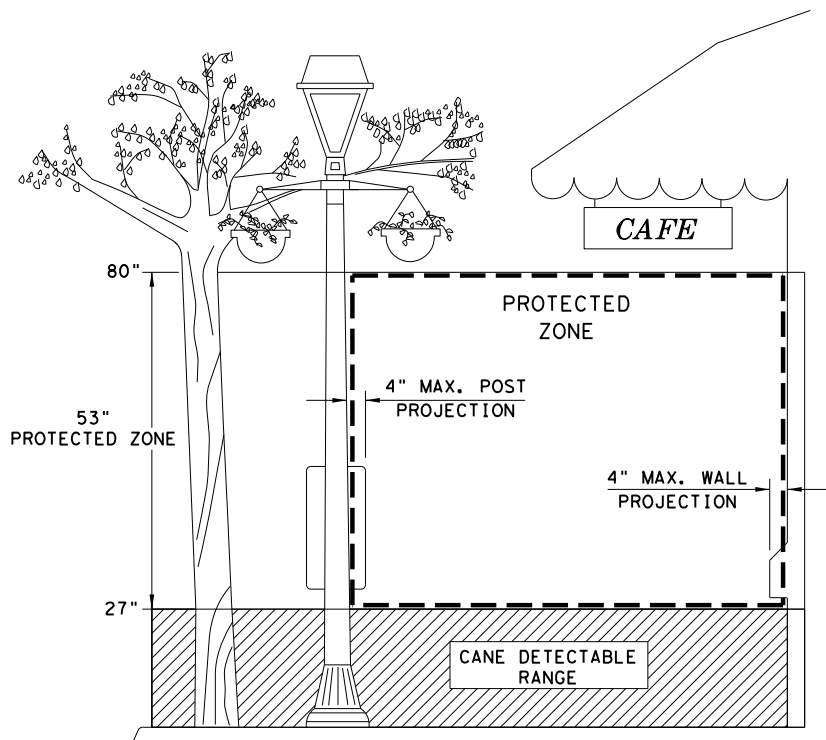 CAFE
80"
PROTECTED
ZONE
4" MAX. POST
PROJECTION
53"
PROTECTED ZONE
4" MAX. WALL
PROJECTION
27"
CANE DETECTABLE
RANGE